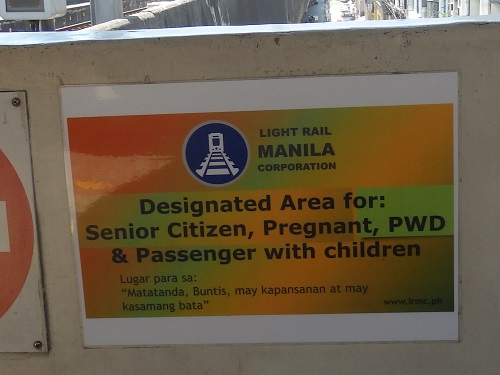 LIGHT RAIL
MANILA
CORPORATION
Designated Area for:
Senior Citizen, Pregnant, PWD
& Passenger with children
Lugar para sa:
"Matatanda, Buntis, may kapansanan at may
kasamang bata"
www.lrmc.ph